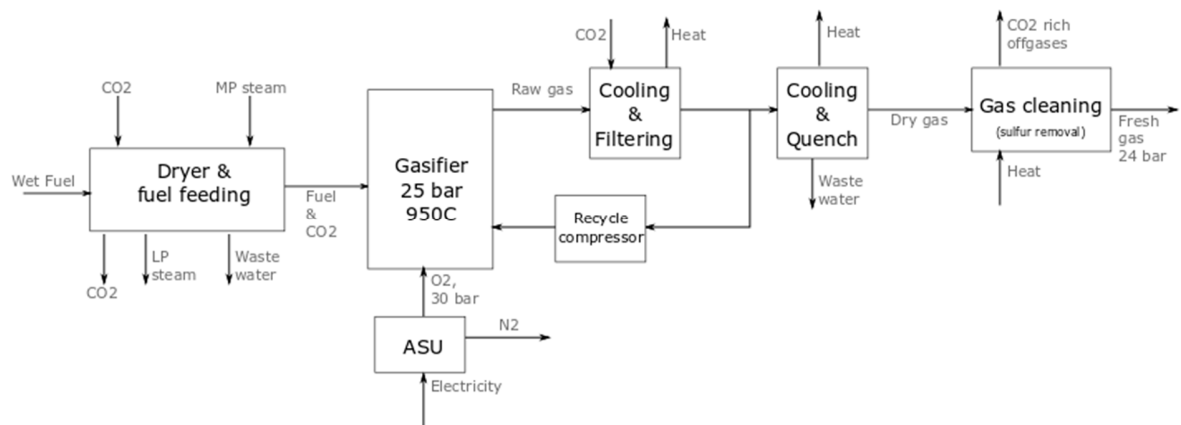 CO2
MP steam
Wet Fuel
Dryer &
fuel feeding
CO2
LP
steam
Waste
water
Fuel
&
CO2
Gasifier
25 bar
950C
O2,
30 bar
ASU
N2
Electricity
Raw gas
CO2
Heat
Cooling
&
Filtering
Recycle
compressor
Heat
Cooling
&
Quench
Waste
water
Dry gas
CO2 rich
offgases
Gas cleaning
(sulfur removal)
Heat
Fresh
gas
24 bar